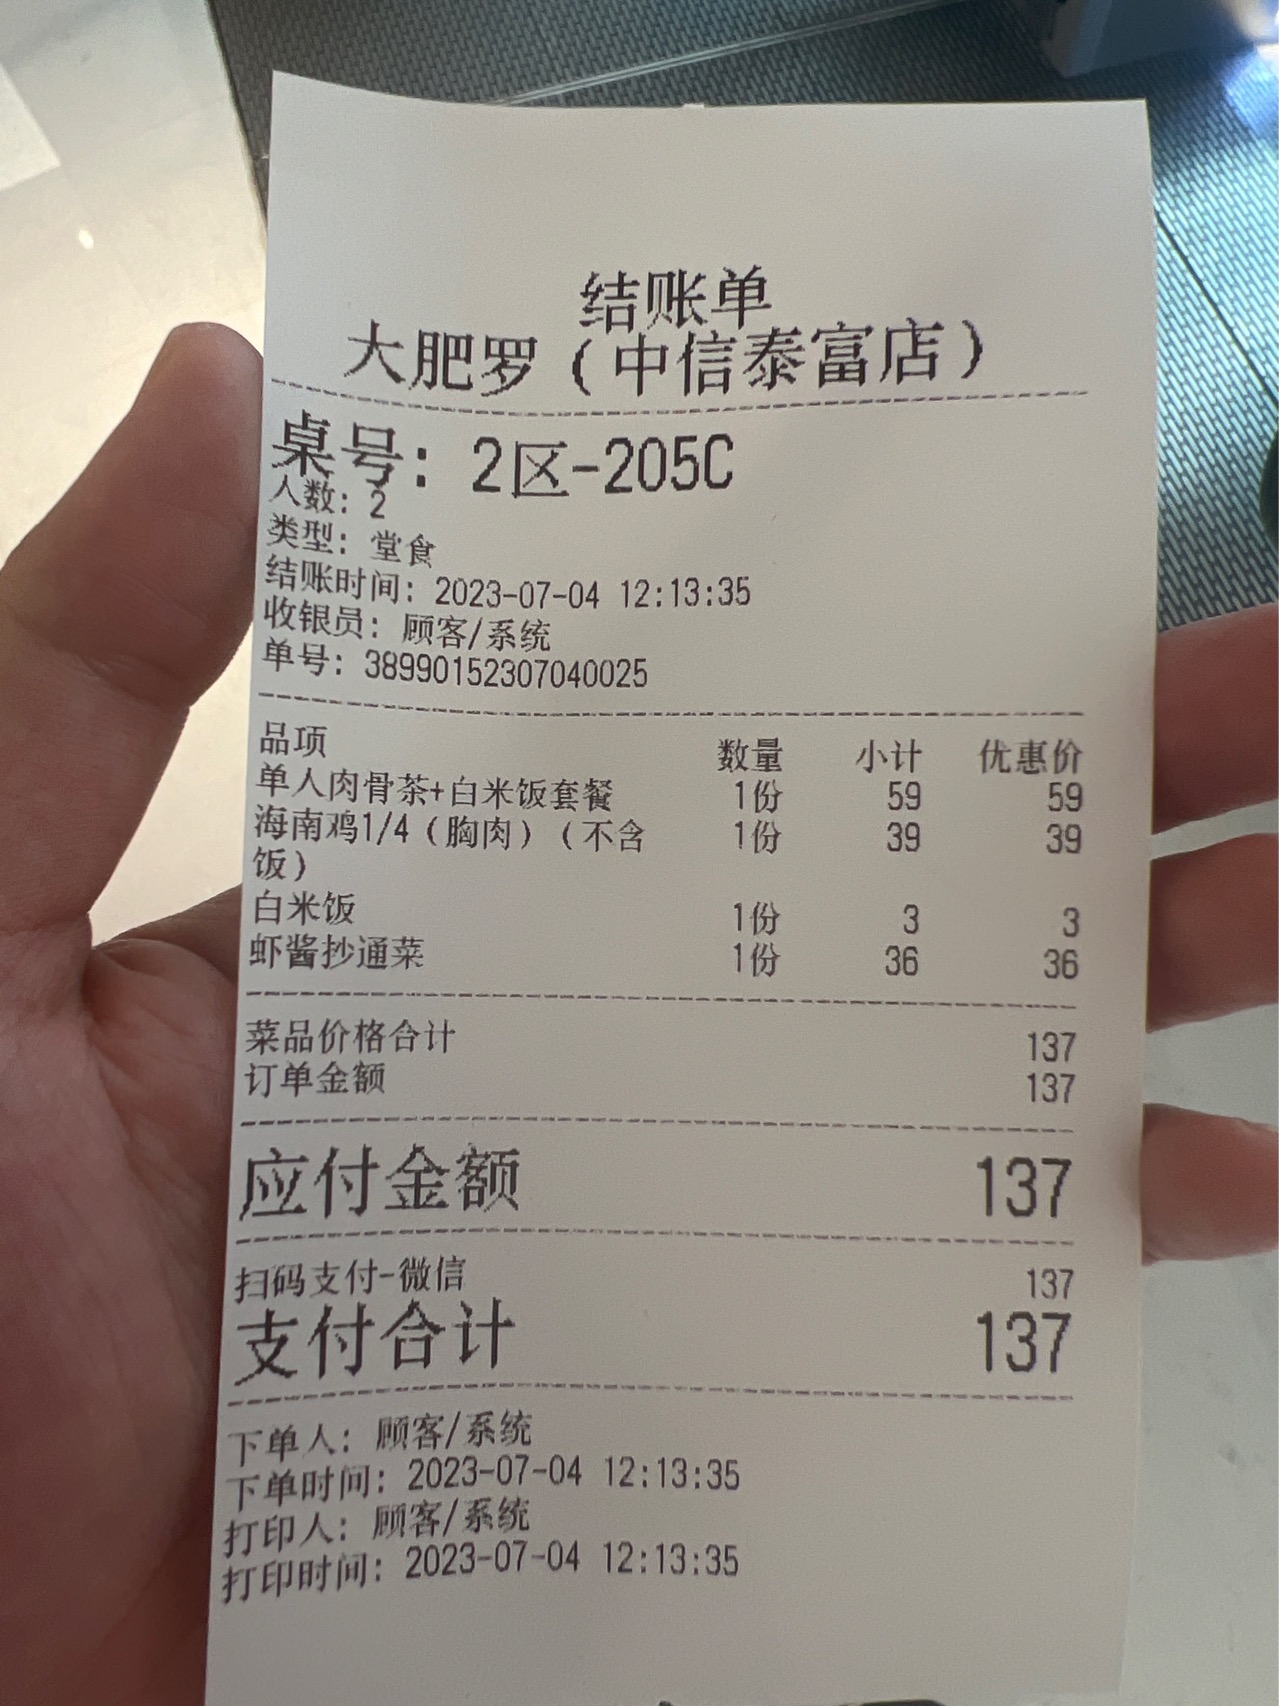 结账单
大肥罗（中信泰富店）
桌号：2区-205C
人数：2
类型：堂食
结账时间：2023-07-04 12:13:35
收银员：顾客/系统
单号：38990152307040025
品项 数量 小计 优惠价
单人肉骨茶+白米饭套餐 1份 59 59
海南鸡1/4（胸肉）（不含 1份 39 39
饭）
白米饭 1份 3 3
虾酱抄通菜 1份 36 36
菜品价格合计 137
订单金额 137
应付金额 137
扫码支付-微信 137
支付合计 137
下单人：顾客/系统
下单时间：2023-07-04 12:13:35
打印人：顾客/系统
打印时间：2023-07-04 12:13:35